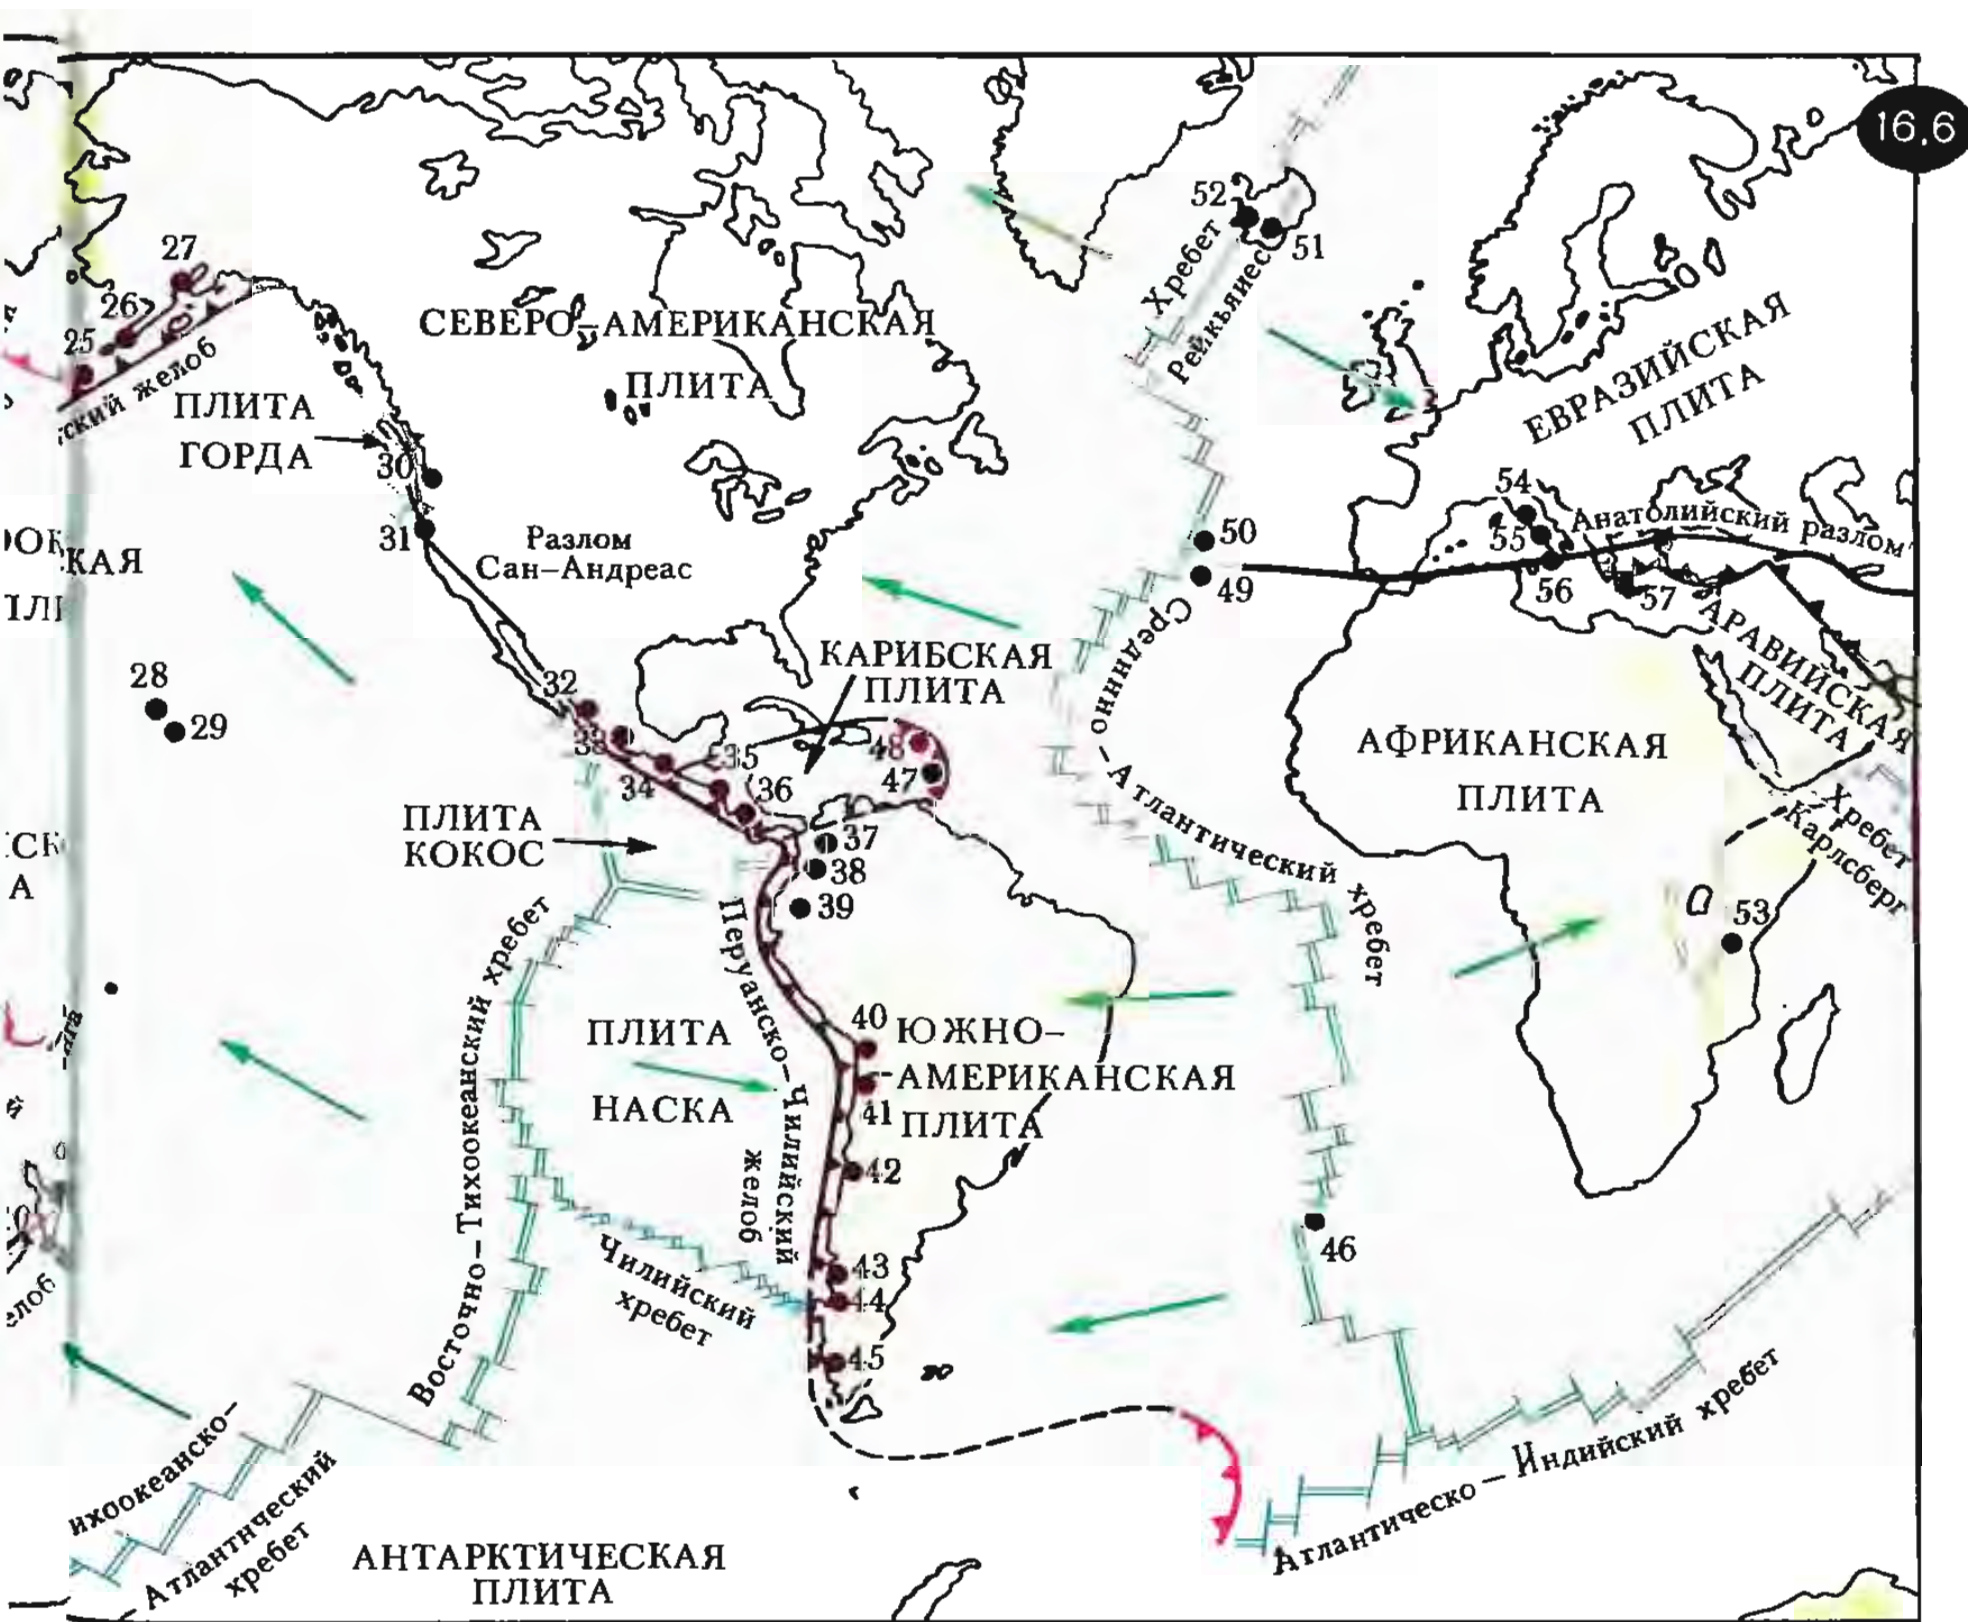 16.6
52
51
Хребет
Рейкьянес
27
26
25
ский желоб
СЕВЕРО-АМЕРИКАНСКАЯ
ПЛИТА
ПЛИТА
ГОРДА
30
31
Разлом
Сан-Андреас
ЕВРАЗИЙСКАЯ
ПЛИТА
54
55
56
57
Анатолийский разлом
50
49
КАЯ
28
29
32
33
34
35
36
КАРИБСКАЯ
ПЛИТА
48
47
АРАВИЙСКАЯ
ПЛИТА
АФРИКАНСКАЯ
ПЛИТА
Хребет
Карлсберг
Срединно-Атлантический хребет
ПЛИТА
КОКОС
37
38
39
53
Восточно-Тихоокеанский хребет
Перуанско-Чилийский
желоб
ПЛИТА
НАСКА
40
41
42
43
44
45
ЮЖНО-
-АМЕРИКАНСКАЯ
ПЛИТА
46
Чилийский
хребет
ихоокеанско-
Атлантический
хребет
Атлантическо-Индийский хребет
АНТАРКТИЧЕСКАЯ
ПЛИТА